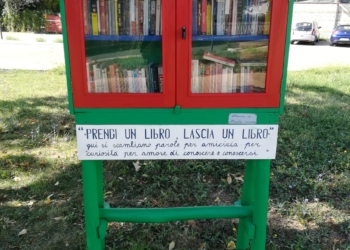 "PRENDI UN LIBRO, LASCIA UN LIBRO"
qui si scambiano parole per amicizia per
curiosità per amore di conoscere e conoscersi.